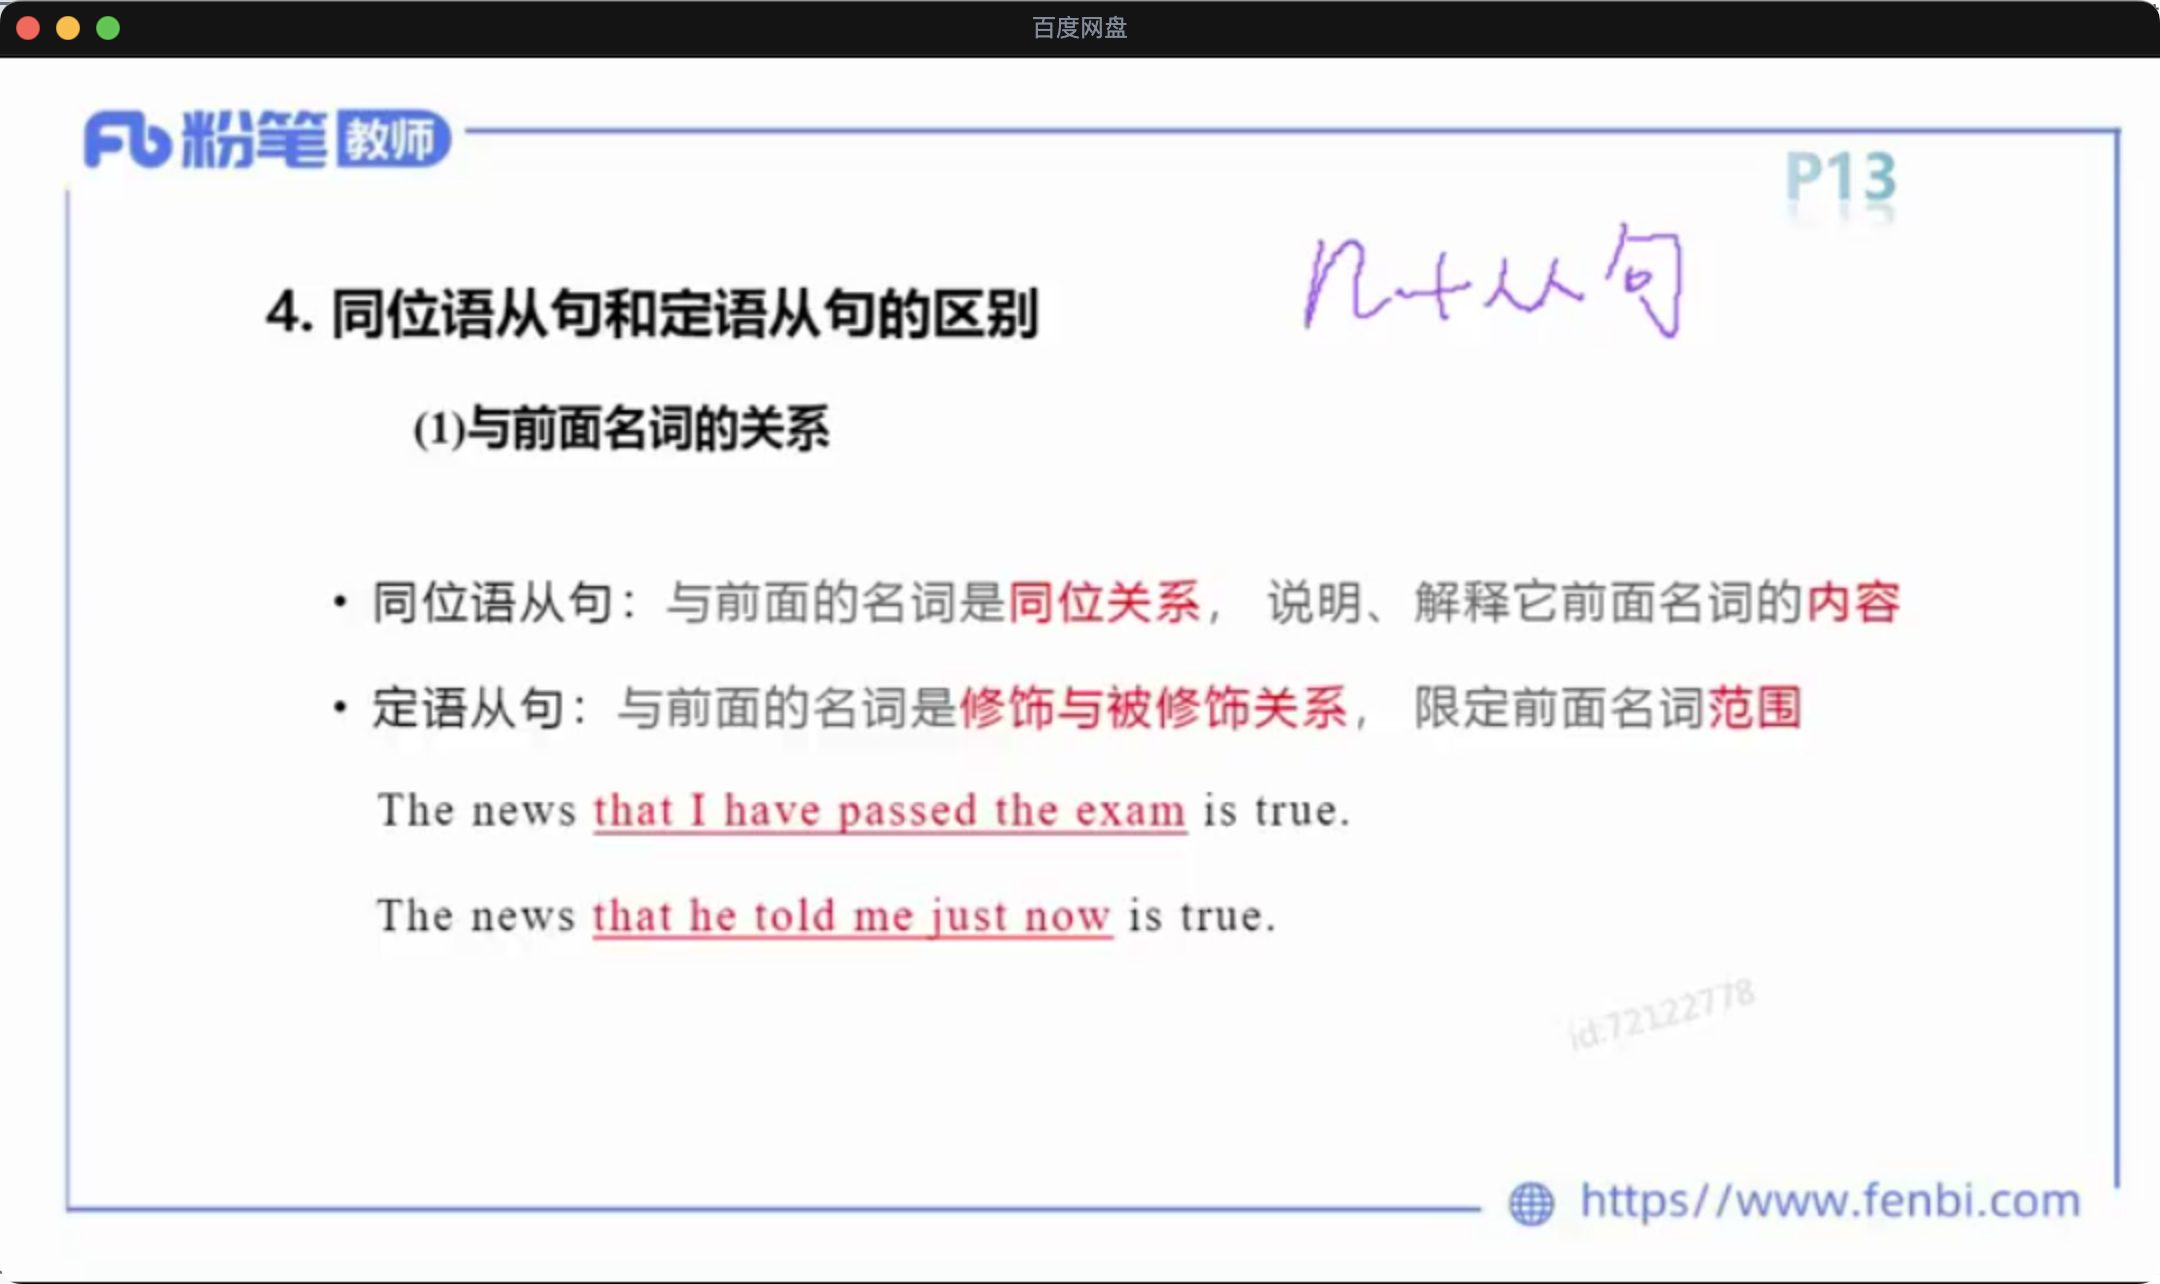 百度网盘
Fb粉笔教师
P13
n+从句
4. 同位语从句和定语从句的区别
(1)与前面名词的关系
• 同位语从句：与前面的名词是同位关系， 说明、解释它前面名词的内容
• 定语从句：与前面的名词是修饰与被修饰关系， 限定前面名词范围
The news that I have passed the exam is true.
The news that he told me just now is true.
id:72122778
https//www.fenbi.com